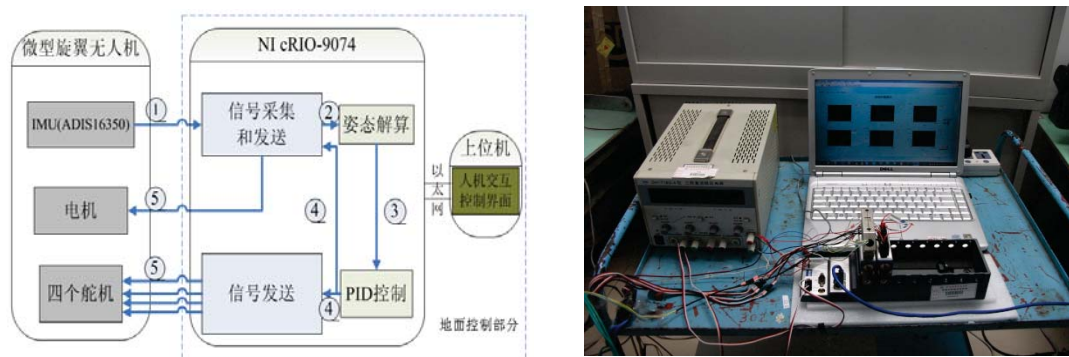 微型旋翼无人机
IMU(ADIS16350)
电机
四个舵机
①
⑤
⑤
NI cRIO-9074
信号采集
和发送
②
姿态解算
④
③
信号发送
④
PID控制
以
太
网
上位机
人机交互
控制界面
地面控制部分
DELL
302